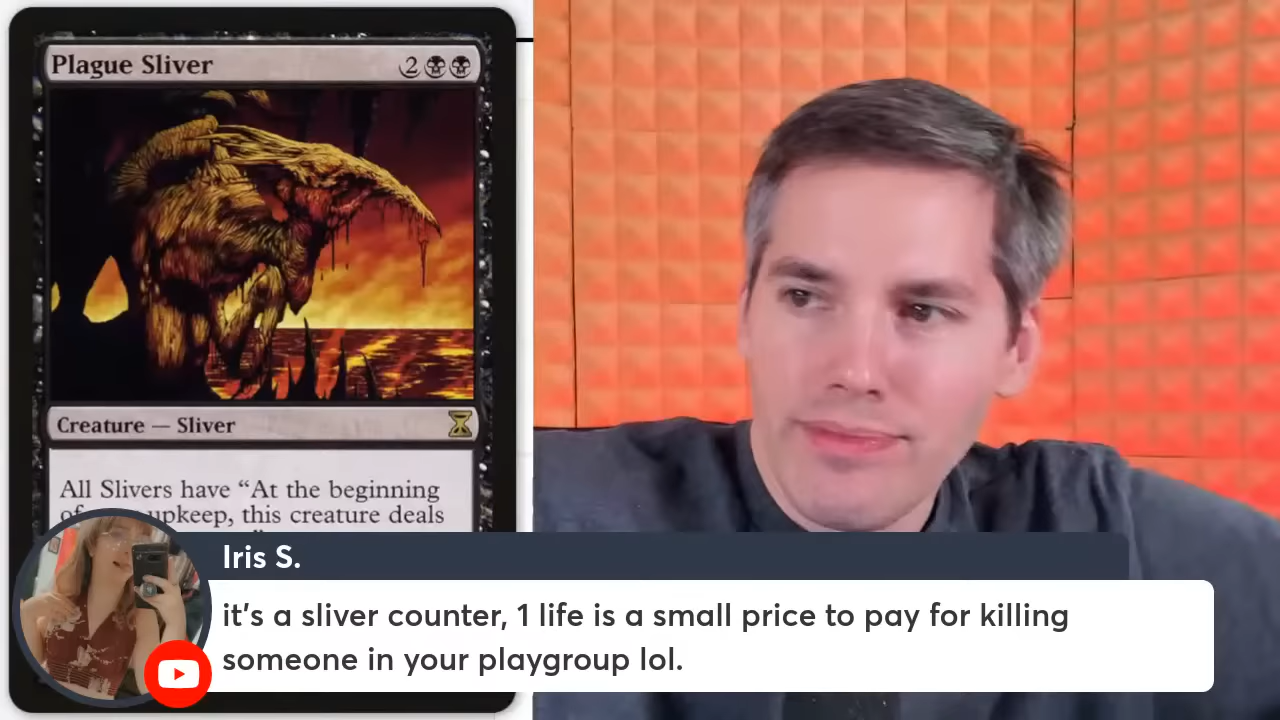 Plague Sliver
2
Creature — Sliver
All Slivers have “At the beginning
upkeep, this creature deals
Iris S.
it's a sliver counter, 1 life is a small price to pay for killing
someone in your playgroup lol.